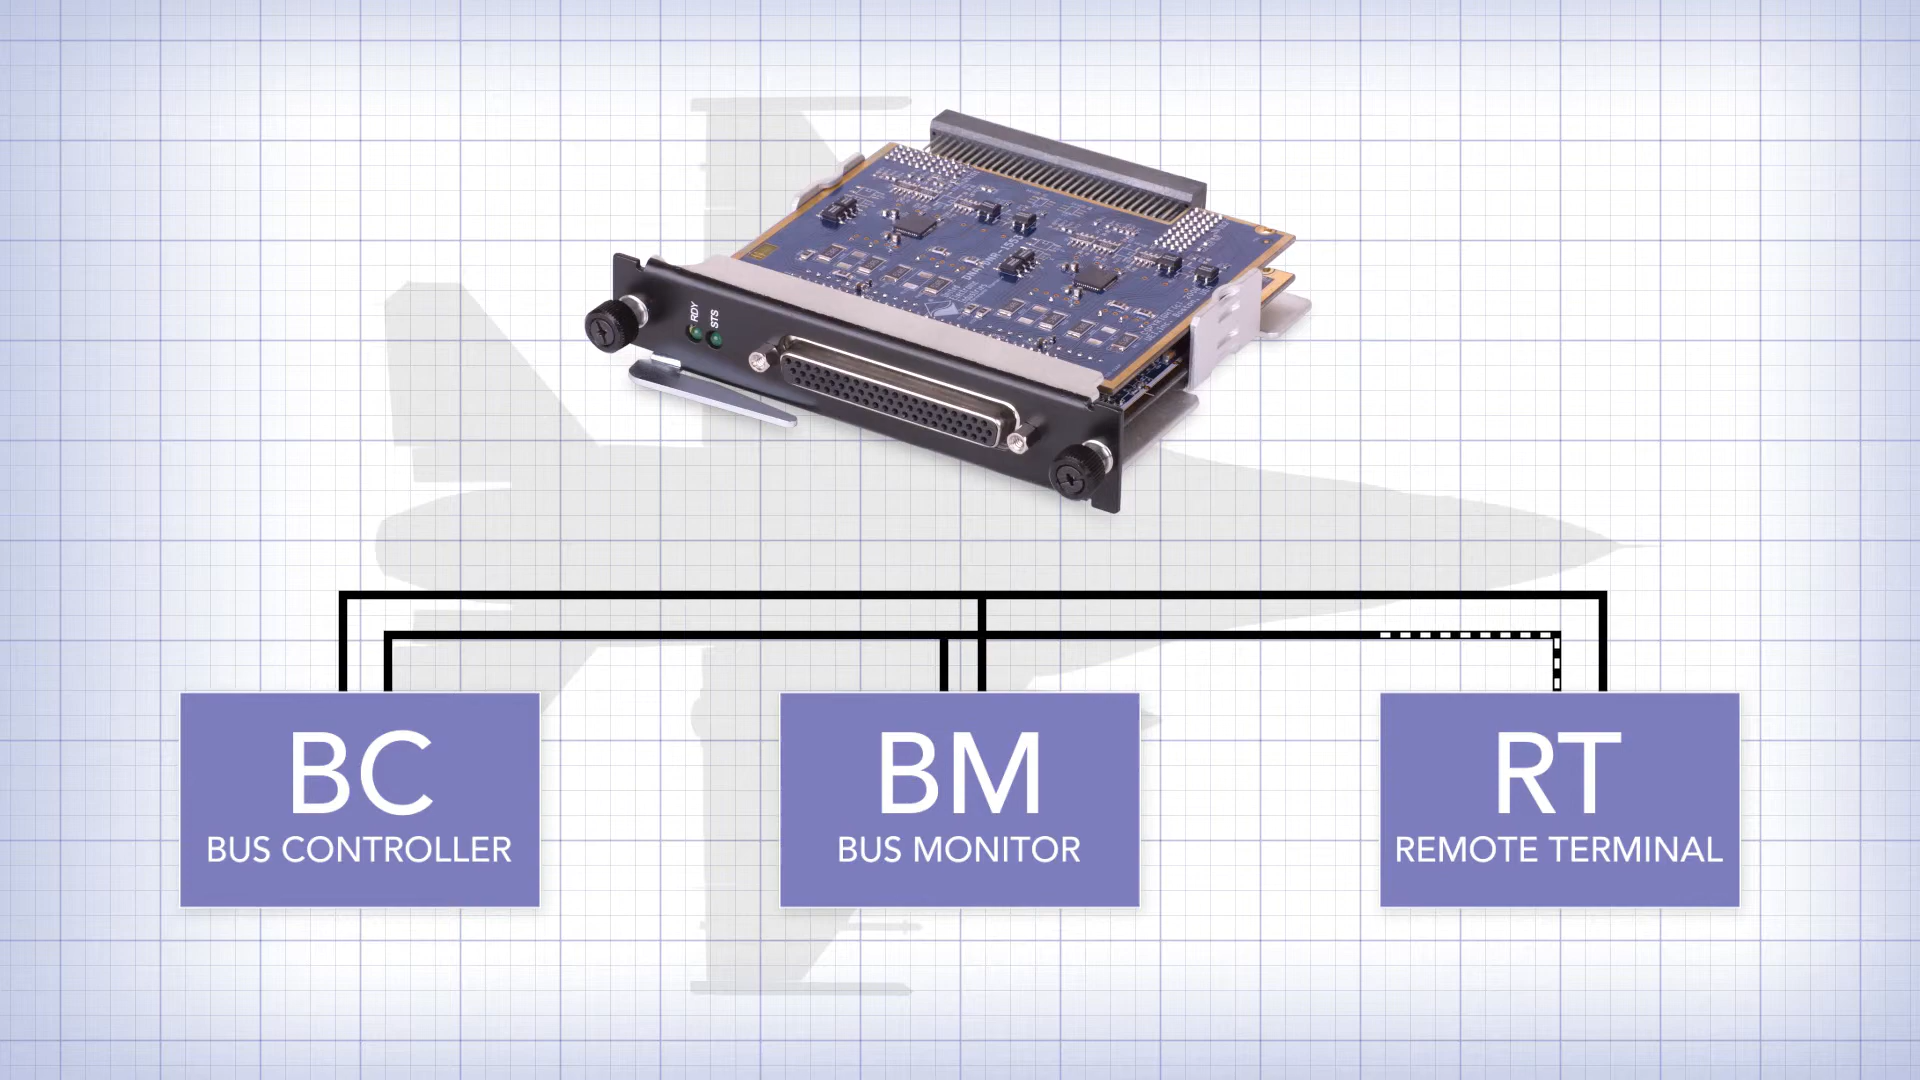 RDY
STS
BC
BUS CONTROLLER
BM
BUS MONITOR
RT
REMOTE TERMINAL